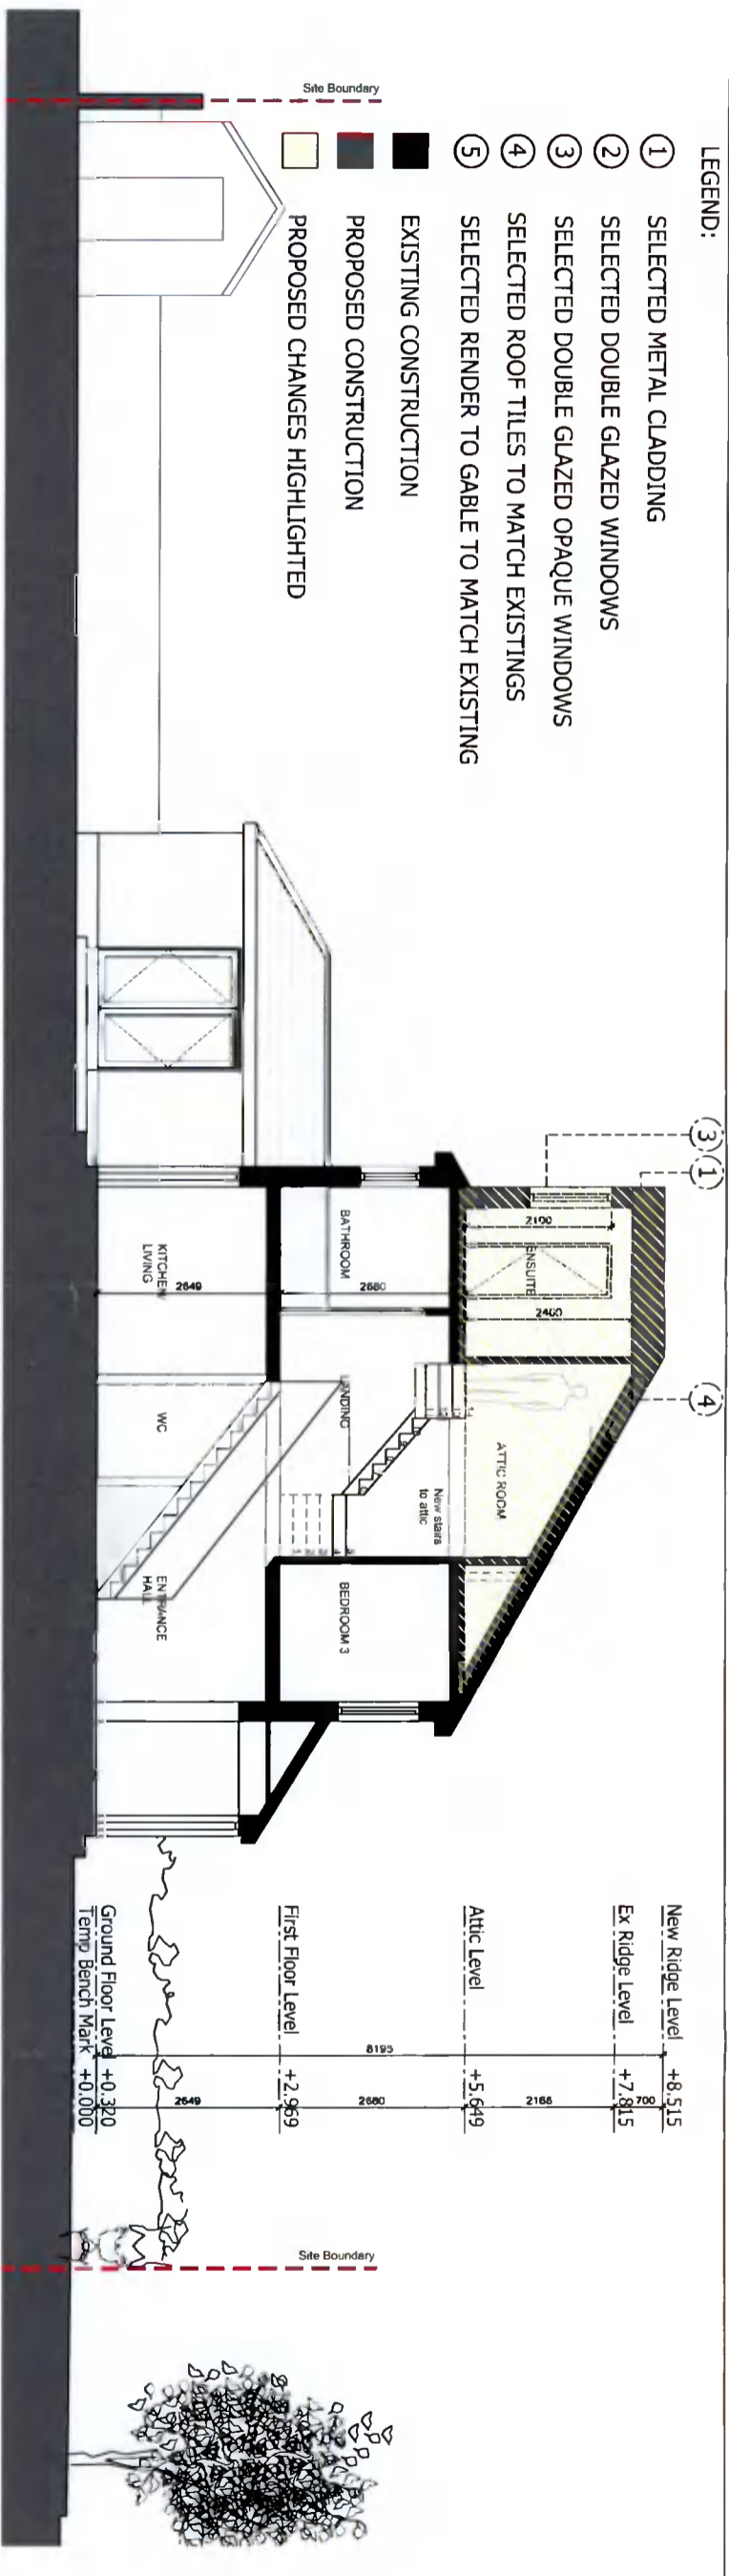 LEGEND:
1 SELECTED METAL CLADDING
2 SELECTED DOUBLE GLAZED WINDOWS
3 SELECTED DOUBLE GLAZED OPAQUE WINDOWS
4 SELECTED ROOF TILES TO MATCH EXISTINGS
5 SELECTED RENDER TO GABLE TO MATCH EXISTING
EXISTING CONSTRUCTION
PROPOSED CONSTRUCTION
PROPOSED CHANGES HIGHLIGHTED
Site Boundary
3 1
4
2100
ENSUITE
2400
ATTIC ROOM
New stairs
to attic
BATHROOM
2680
LANDING
BEDROOM 3
KITCHEN/
LIVING
2649
WC
ENTRANCE
HALL
New Ridge Level +8.515
700
Ex Ridge Level +7.815
2166
8195
Attic Level +5.649
2680
First Floor Level +2.969
2649
Ground Floor Level +0.320
Temp Bench Mark +0.000
Site Boundary